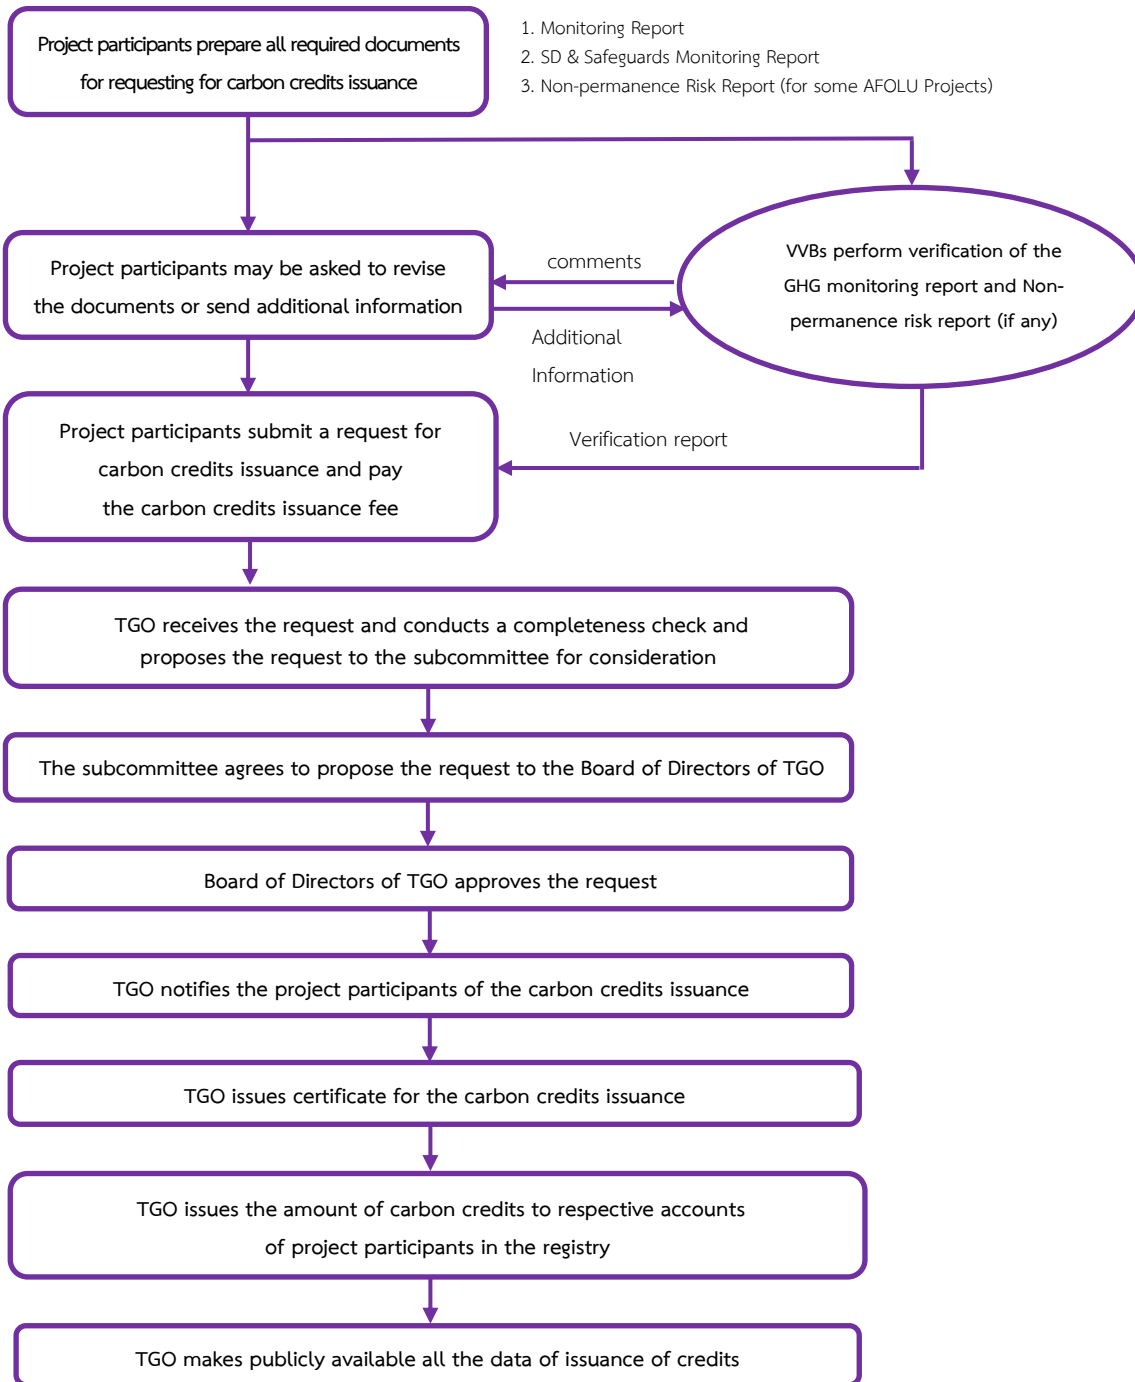 Project participants prepare all required documents
for requesting for carbon credits issuance
1. Monitoring Report
2. SD & Safeguards Monitoring Report
3. Non-permanence Risk Report (for some AFOLU Projects)
VVBs perform verification of the
GHG monitoring report and Non-
permanence risk report (if any)
Project participants may be asked to revise
the documents or send additional information
comments
Additional
Information
Project participants submit a request for
carbon credits issuance and pay
the carbon credits issuance fee
Verification report
TGO receives the request and conducts a completeness check and
proposes the request to the subcommittee for consideration
The subcommittee agrees to propose the request to the Board of Directors of TGO
Board of Directors of TGO approves the request
TGO notifies the project participants of the carbon credits issuance
TGO issues certificate for the carbon credits issuance
TGO issues the amount of carbon credits to respective accounts
of project participants in the registry
TGO makes publicly available all the data of issuance of credits